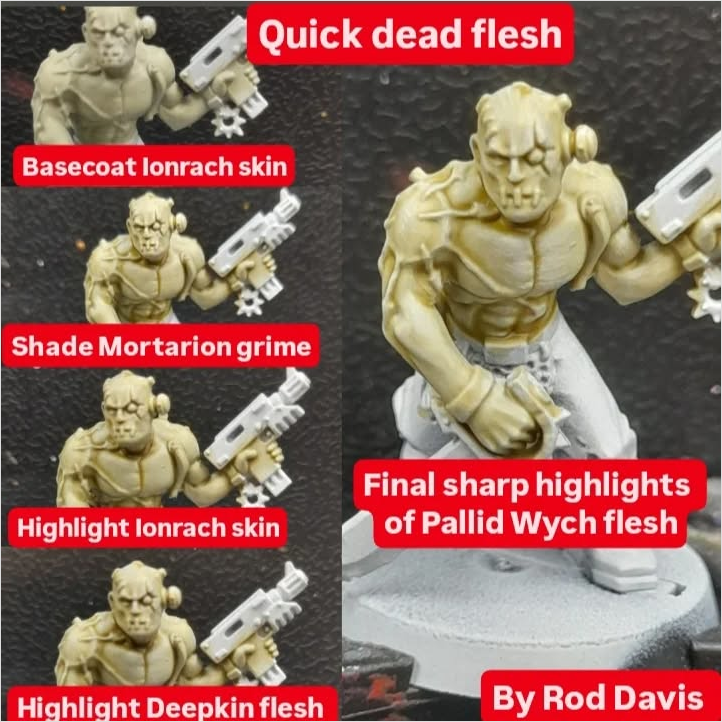 Quick dead flesh
Basecoat Ionrach skin
Shade Mortarion grime
Highlight Ionrach skin
Highlight Deepkin flesh
Final sharp highlights
of Pallid Wych flesh
By Rod Davis